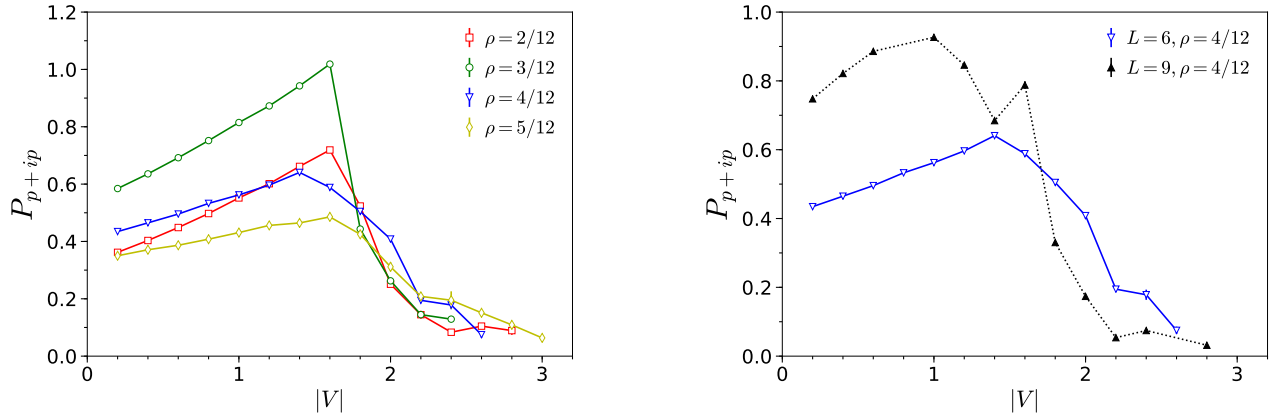 1.2
1.0
0.8
0.6
0.4
0.2
0.0
P_{p+ip}
0 1 2 3
|V|
ρ = 2/12
ρ = 3/12
ρ = 4/12
ρ = 5/12
1.0
0.8
0.6
0.4
0.2
0.0
P_{p+ip}
0 1 2 3
|V|
L = 6, ρ = 4/12
L = 9, ρ = 4/12